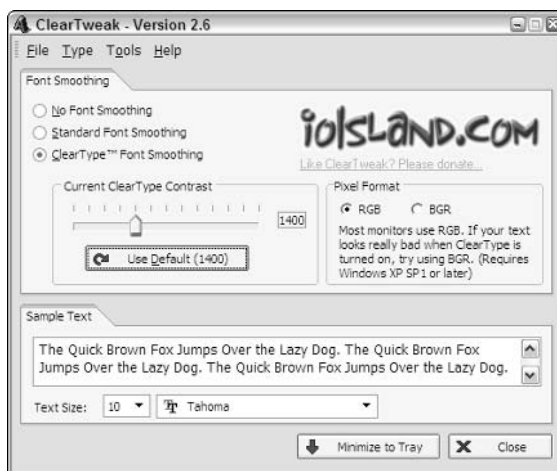 ClearTweak - Version 2.6
File Type Tools Help
Font Smoothing
No Font Smoothing
Standard Font Smoothing
ClearType™ Font Smoothing
iolsland.com
Like ClearTweak? Please donate...
Current ClearType Contrast
1400
Use Default (1400)
Pixel Format
RGB BGR
Most monitors use RGB. If your text
looks really bad when ClearType is
turned on, try using BGR. (Requires
Windows XP SP1 or later)
Sample Text
The Quick Brown Fox Jumps Over the Lazy Dog. The Quick Brown Fox
Jumps Over the Lazy Dog. The Quick Brown Fox Jumps Over the Lazy Dog.
Text Size: 10 Tahoma
Minimize to Tray Close